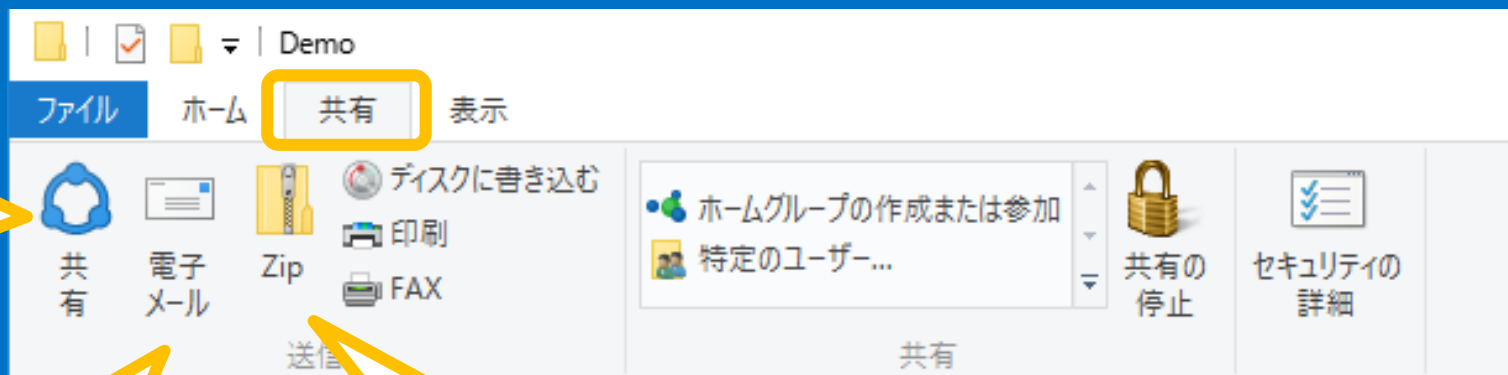 Demo
ファイル ホーム 共有 表示
共
有
電子
メール
Zip
ディスクに書き込む
印刷
FAX
送信
ホームグループの作成または参加
特定のユーザー...
共有の
停止
共有
セキュリティの
詳細